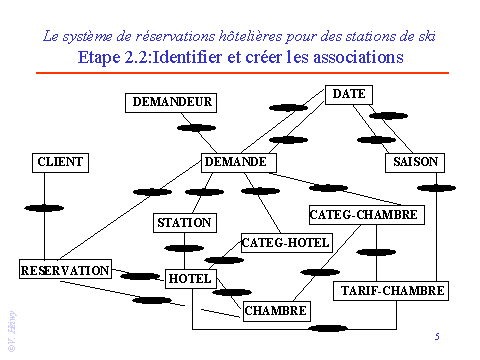 Le système de réservations hôtelières pour des stations de ski
Etape 2.2:Identifier et créer les associations
DATE
DEMANDEUR
CLIENT
DEMANDE
SAISON
STATION
CATEG-CHAMBRE
CATEG-HOTEL
RESERVATION
HOTEL
TARIF-CHAMBRE
CHAMBRE
5